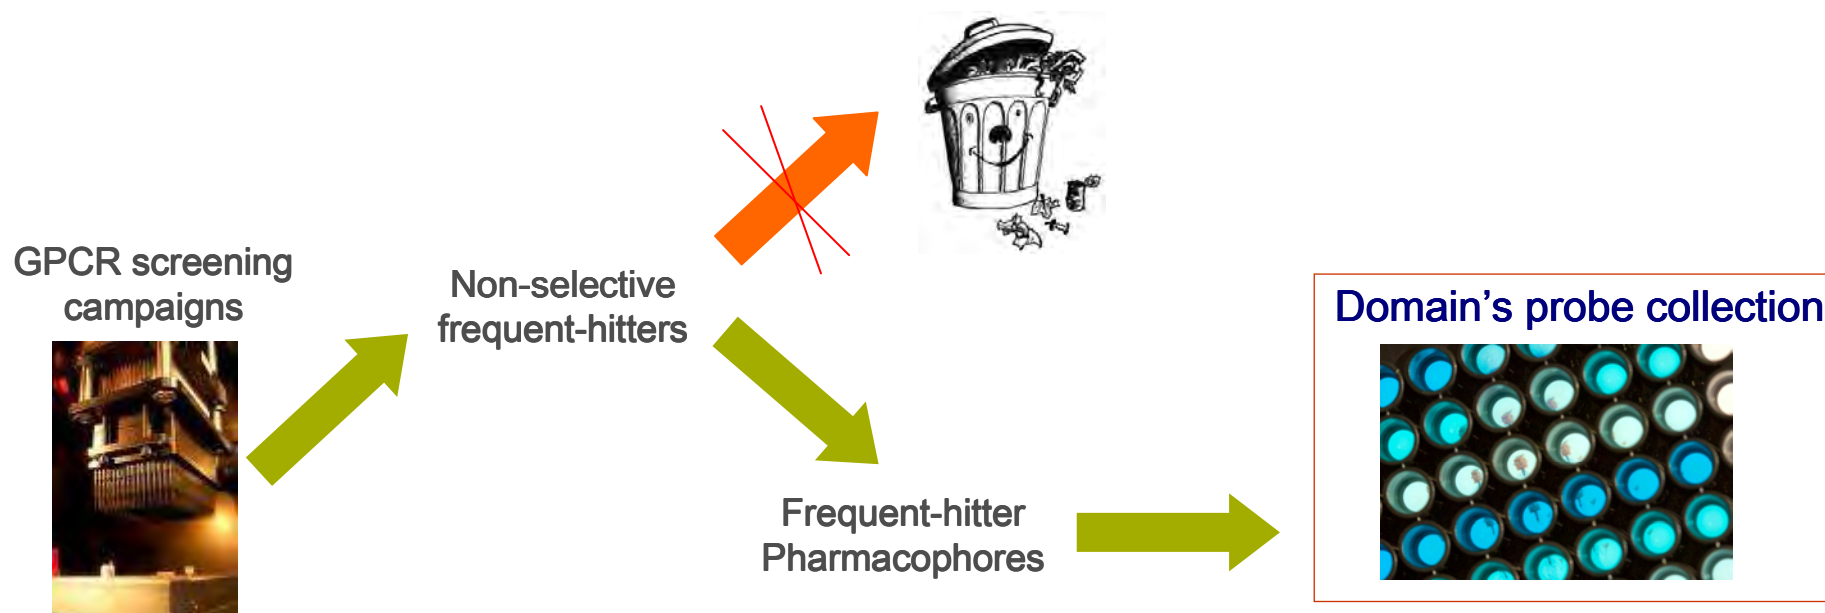 GPCR screening
campaigns
Non-selective
frequent-hitters
Frequent-hitter
Pharmacophores
Domain's probe collection